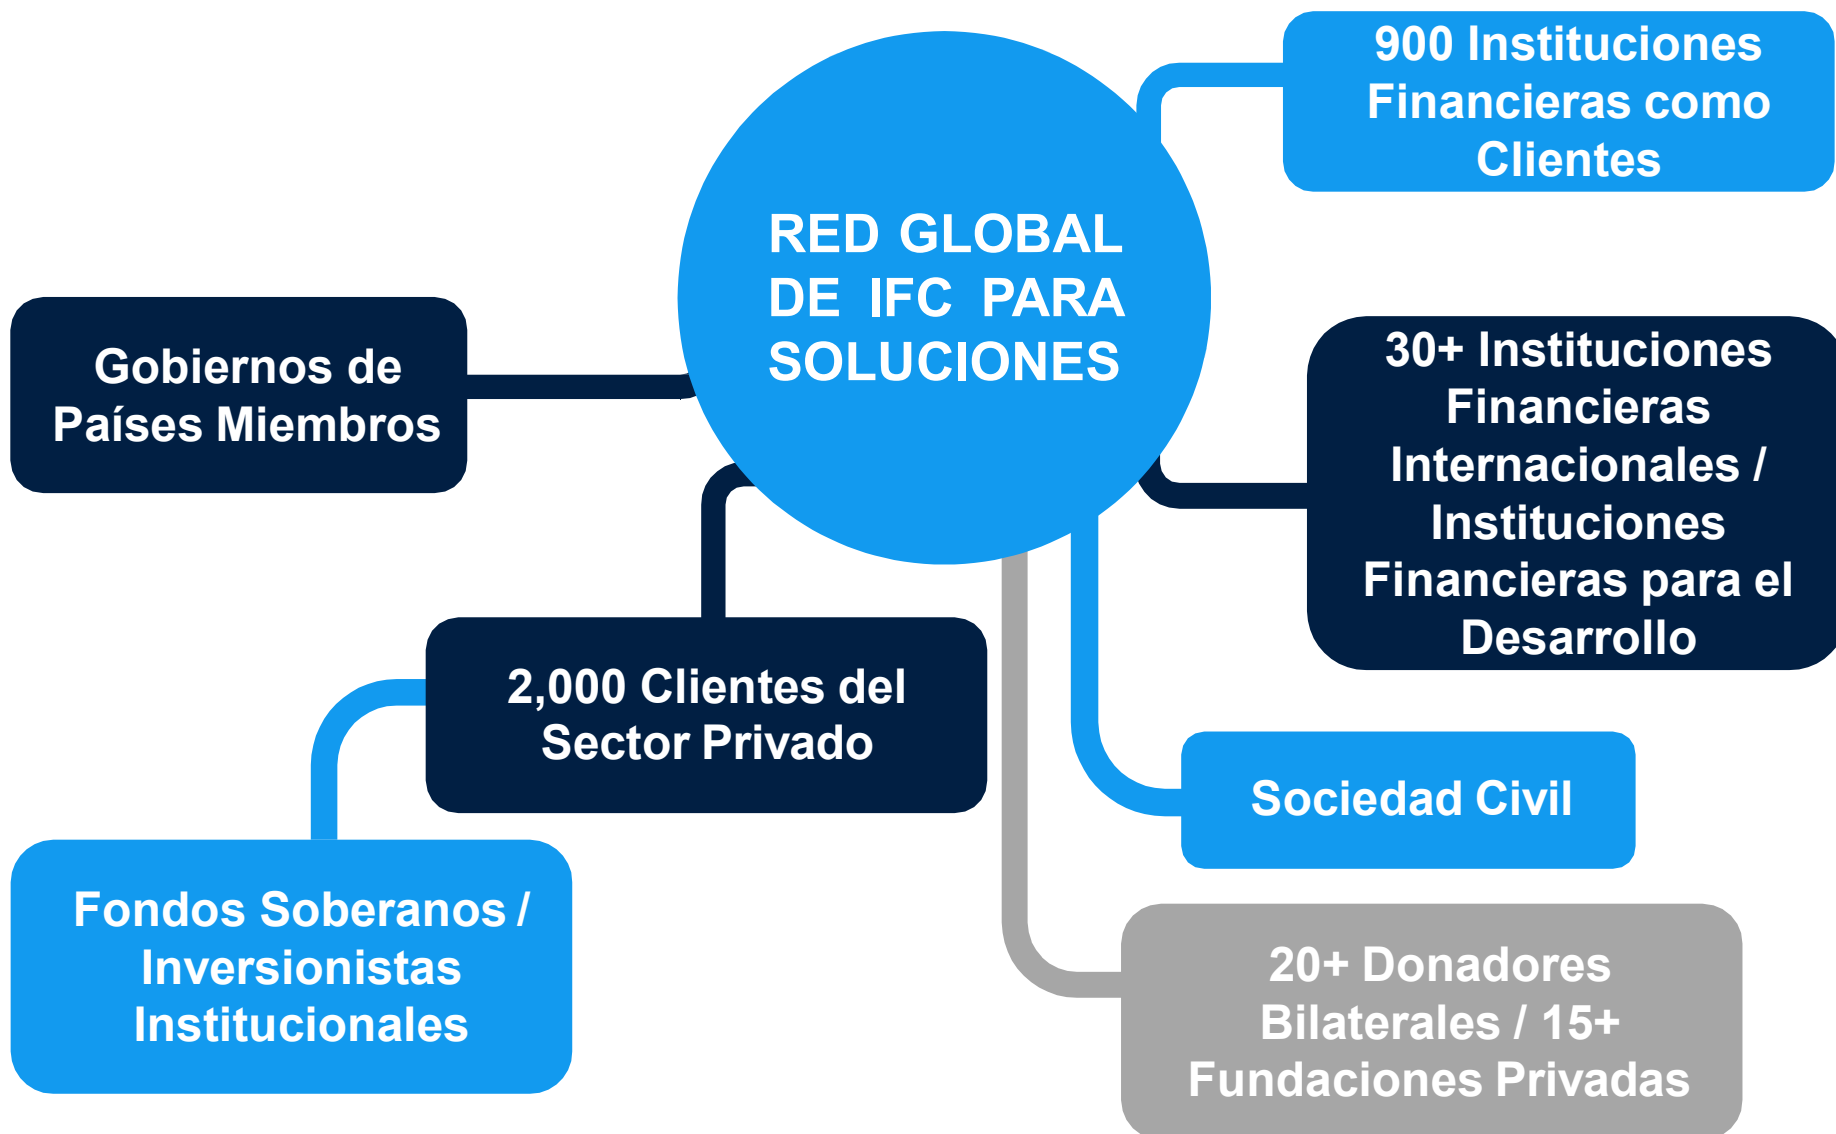 RED GLOBAL
DE IFC PARA
SOLUCIONES
900 Instituciones
Financieras como
Clientes
Gobiernos de
Países Miembros
30+ Instituciones
Financieras
Internacionales /
Instituciones
Financieras para el
Desarrollo
2,000 Clientes del
Sector Privado
Sociedad Civil
Fondos Soberanos /
Inversionistas
Institucionales
20+ Donadores
Bilaterales / 15+
Fundaciones Privadas